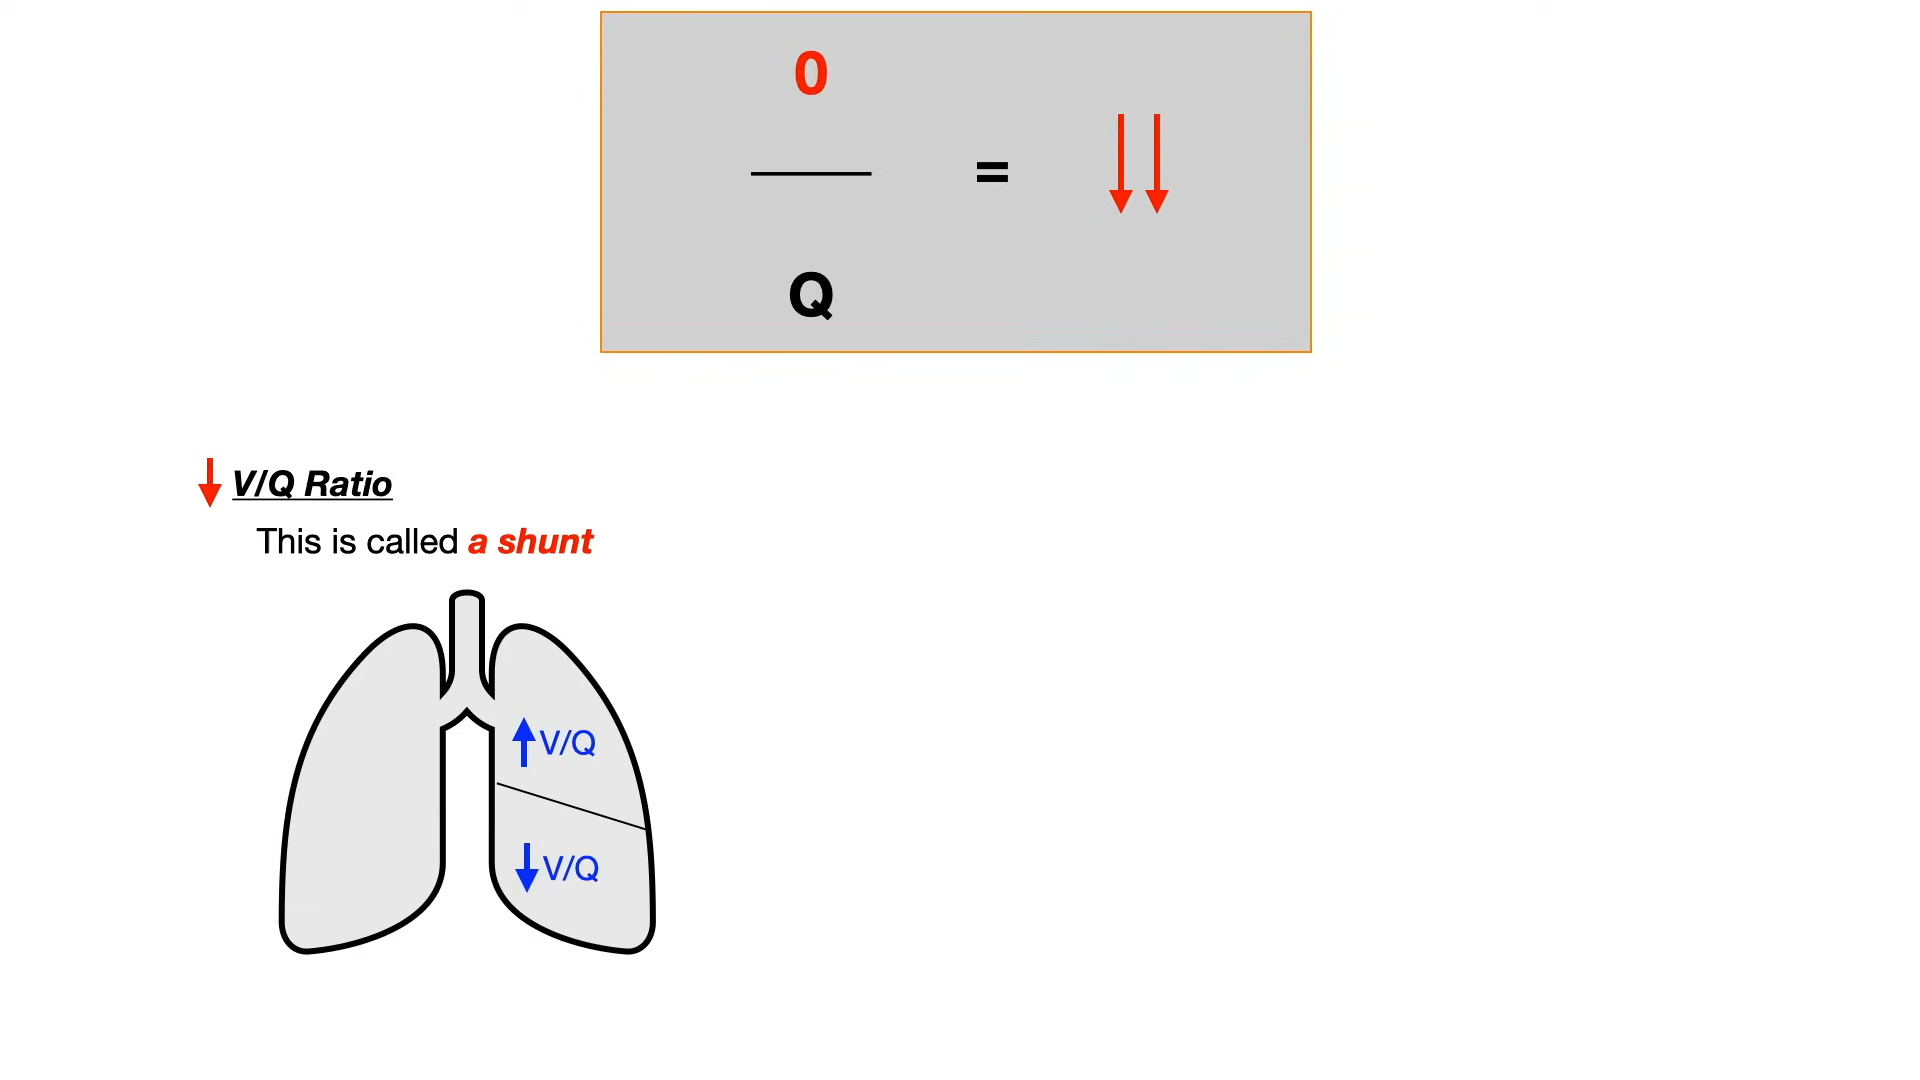 0
=
Q
V/Q Ratio
This is called a shunt
V/Q
V/Q